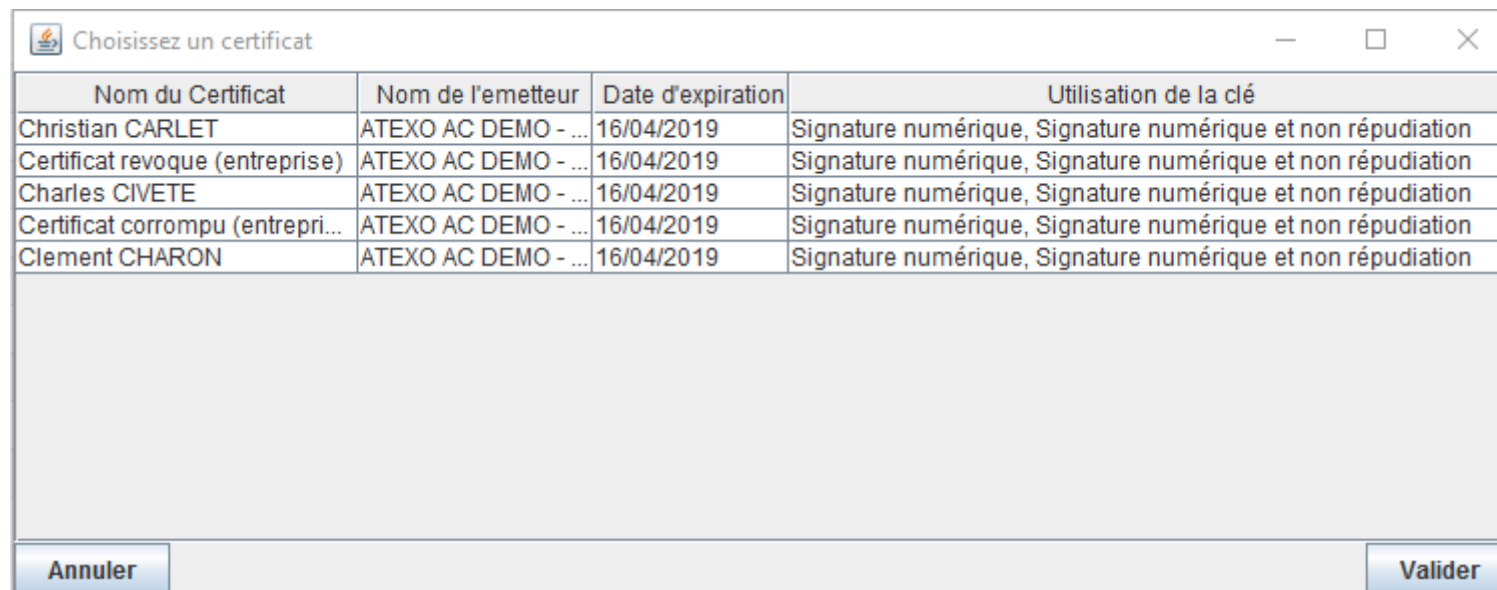 Choisissez un certificat
Nom du Certificat Nom de l'emetteur Date d'expiration Utilisation de la clé
Christian CARLET ATEXO AC DEMO - ... 16/04/2019 Signature numérique, Signature numérique et non répudiation
Certificat revoque (entreprise) ATEXO AC DEMO - ... 16/04/2019 Signature numérique, Signature numérique et non répudiation
Charles CIVETE ATEXO AC DEMO - ... 16/04/2019 Signature numérique, Signature numérique et non répudiation
Certificat corrompu (entrepri... ATEXO AC DEMO - ... 16/04/2019 Signature numérique, Signature numérique et non répudiation
Clement CHARON ATEXO AC DEMO - ... 16/04/2019 Signature numérique, Signature numérique et non répudiation
Annuler Valider